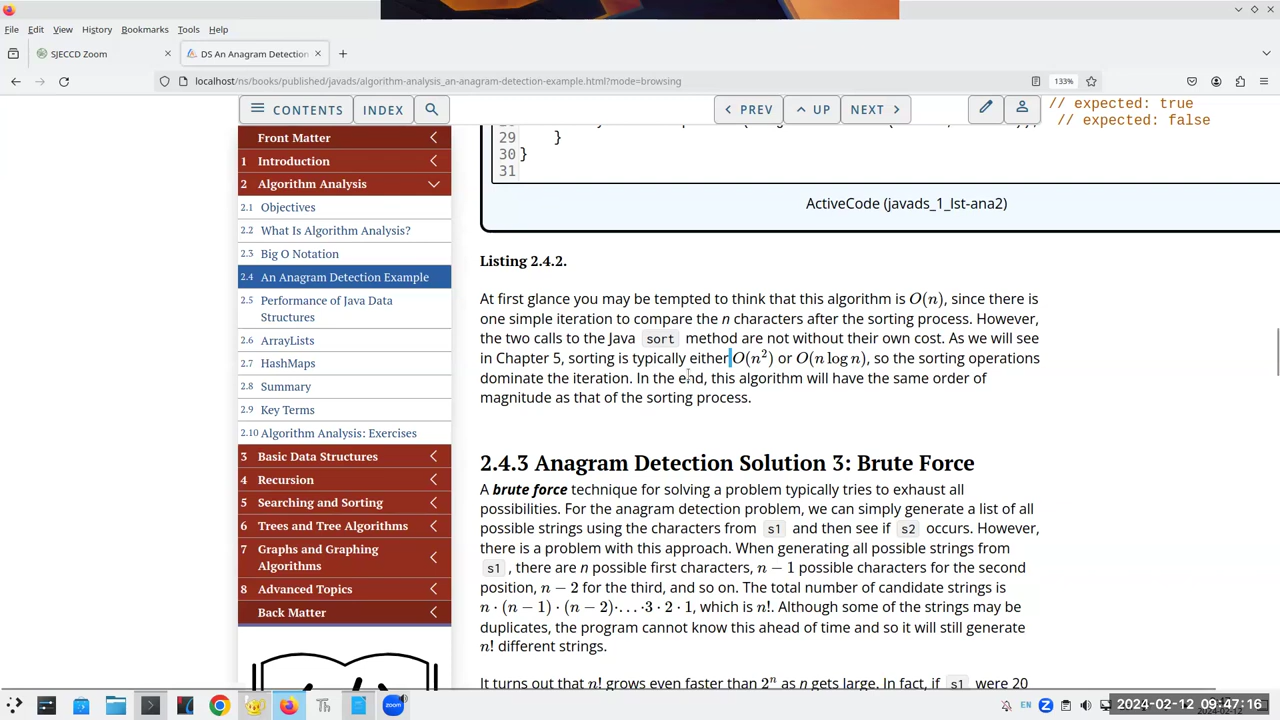 File Edit View History Bookmarks Tools Help
SJECCD Zoom
DS An Anagram Detection
localhost/ns/books/published/javads/algorithm-analysis_an-anagram-detection-example.html?mode=browsing
133%
CONTENTS
INDEX
PREV
UP
NEXT
// expected: true
// expected: false
Front Matter
1 Introduction
2 Algorithm Analysis
2.1 Objectives
2.2 What Is Algorithm Analysis?
2.3 Big O Notation
2.4 An Anagram Detection Example
2.5 Performance of Java Data
Structures
2.6 ArrayLists
2.7 HashMaps
2.8 Summary
2.9 Key Terms
2.10 Algorithm Analysis: Exercises
3 Basic Data Structures
4 Recursion
5 Searching and Sorting
6 Trees and Tree Algorithms
7 Graphs and Graphing
Algorithms
8 Advanced Topics
Back Matter
29 }
30 }
31
ActiveCode (javads_1_lst-ana2)
Listing 2.4.2.
At first glance you may be tempted to think that this algorithm is O(n), since there is
one simple iteration to compare the n characters after the sorting process. However,
the two calls to the Java sort method are not without their own cost. As we will see
in Chapter 5, sorting is typically either O(n²) or O(n log n), so the sorting operations
dominate the iteration. In the end, this algorithm will have the same order of
magnitude as that of the sorting process.
2.4.3 Anagram Detection Solution 3: Brute Force
A brute force technique for solving a problem typically tries to exhaust all
possibilities. For the anagram detection problem, we can simply generate a list of all
possible strings using the characters from s1 and then see if s2 occurs. However,
there is a problem with this approach. When generating all possible strings from
s1 , there are n possible first characters, n − 1 possible characters for the second
position, n − 2 for the third, and so on. The total number of candidate strings is
n · (n − 1) · (n − 2)· … ·3 · 2 · 1, which is n!. Although some of the strings may be
duplicates, the program cannot know this ahead of time and so it will still generate
n! different strings.
It turns out that n! grows even faster than 2ⁿ as n gets large. In fact, if s1 were 20
Th
zoom
EN
2024-02-12 09:47:16